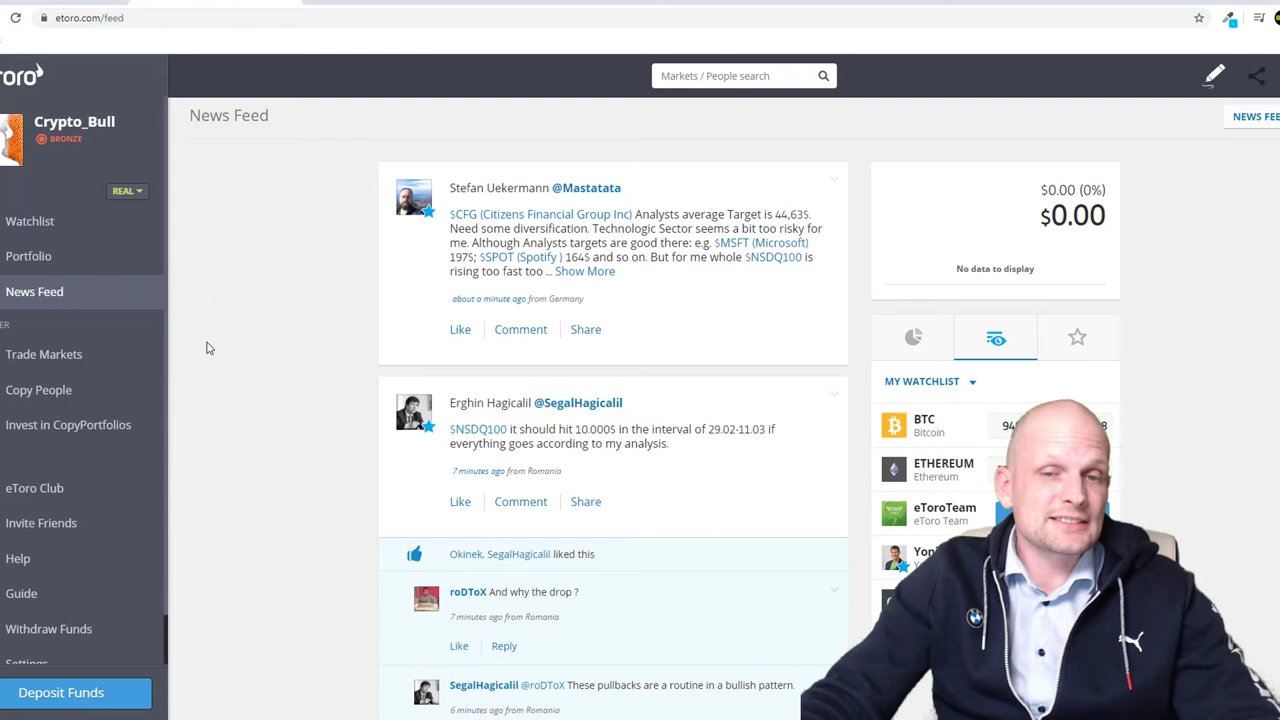 etoro.com/feed
toro
Markets / People search
Crypto_Bull
BRONZE
REAL
Watchlist
Portfolio
News Feed
ER
Trade Markets
Copy People
Invest in CopyPortfolios
eToro Club
Invite Friends
Help
Guide
Withdraw Funds
Settings
Deposit Funds
News Feed
NEWS FEE
Stefan Uekermann @Mastatata
$CFG (Citizens Financial Group Inc) Analysts average Target is 44,63$.
Need some diversification. Technologic Sector seems a bit too risky for
me. Although Analysts targets are good there: e.g. $MSFT (Microsoft)
197$; $SPOT (Spotify ) 164$ and so on. But for me whole $NSDQ100 is
rising too fast too ... Show More
about a minute ago from Germany
Like Comment Share
Erghin Hagicalil @SegalHagicalil
$NSDQ100 it should hit 10.000$ in the interval of 29.02-11.03 if
everything goes according to my analysis.
7 minutes ago from Romania
Like Comment Share
Okinek, SegalHagicalil liked this
roDToX And why the drop ?
7 minutes ago from Romania
Like Reply
SegalHagicalil @roDToX These pullbacks are a routine in a bullish pattern.
6 minutes ago from Romania
$0.00 (0%)
$0.00
No data to display
MY WATCHLIST
BTC
Bitcoin
ETHEREUM
Ethereum
eToroTeam
eToro Team